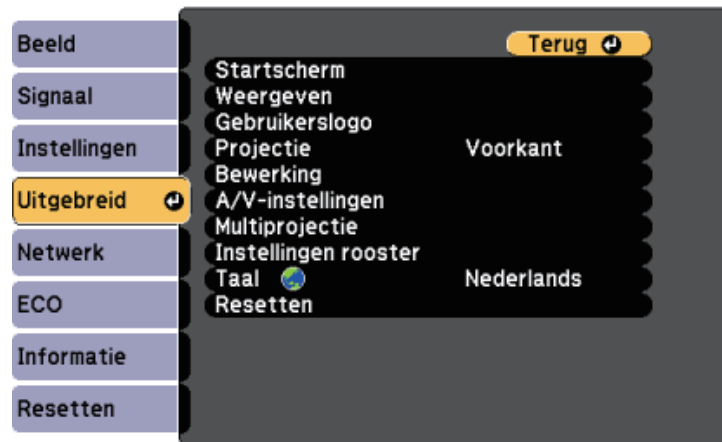 Beeld
Signaal
Instellingen
Uitgebreid
Netwerk
ECO
Informatie
Resetten
Terug
Startscherm
Weergeven
Gebruikerslogo
Projectie Voorkant
Bewerking
A/V-instellingen
Multiprojectie
Instellingen rooster
Taal Nederlands
Resetten